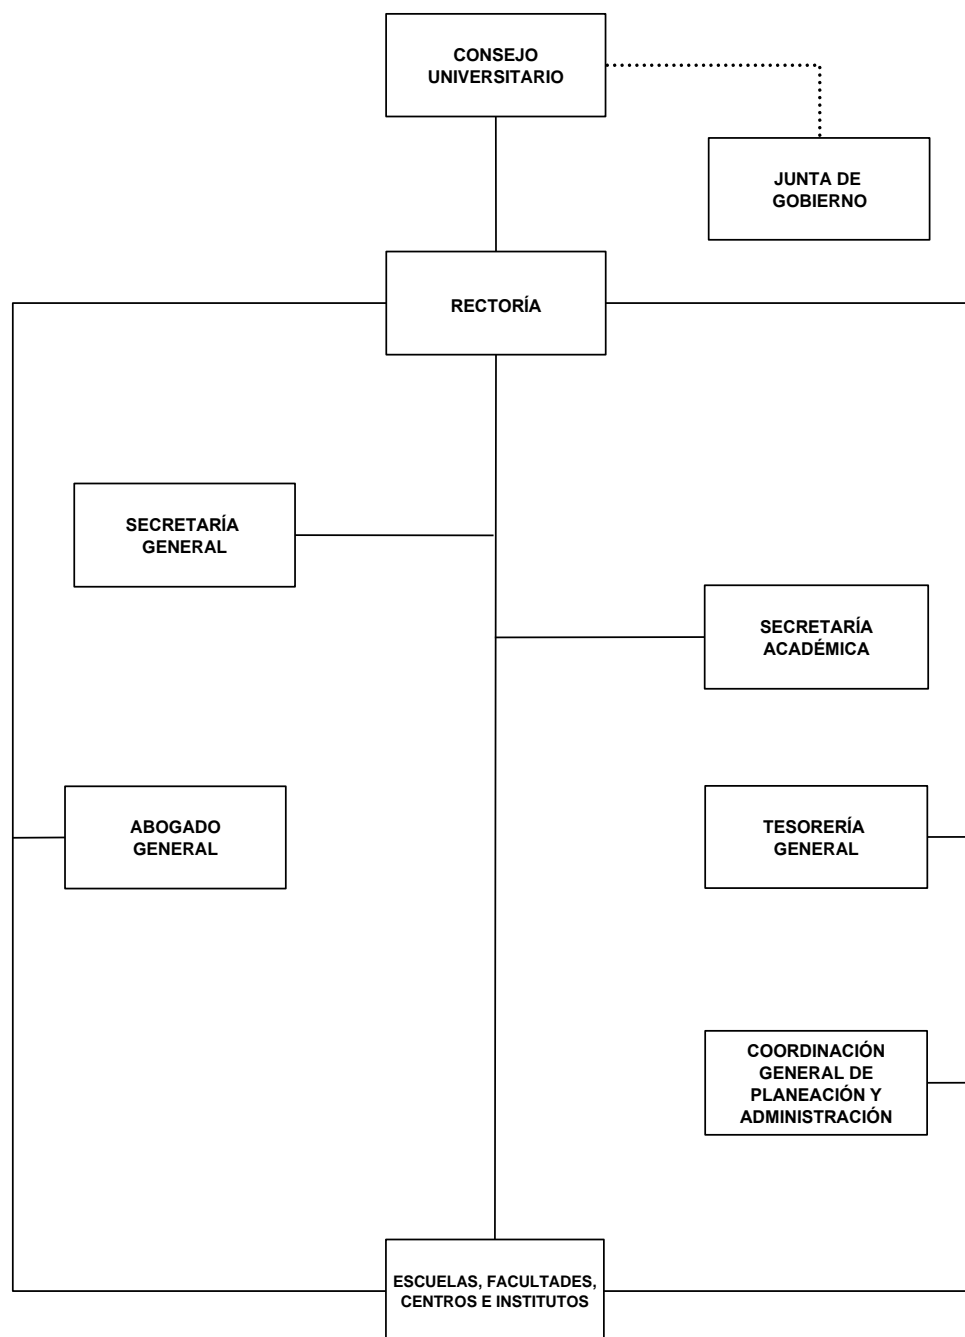 CONSEJO
UNIVERSITARIO
JUNTA DE
GOBIERNO
RECTORÍA
SECRETARÍA
GENERAL
SECRETARÍA
ACADÉMICA
ABOGADO
GENERAL
TESORERÍA
GENERAL
COORDINACIÓN
GENERAL DE
PLANEACIÓN Y
ADMINISTRACIÓN
ESCUELAS, FACULTADES,
CENTROS E INSTITUTOS